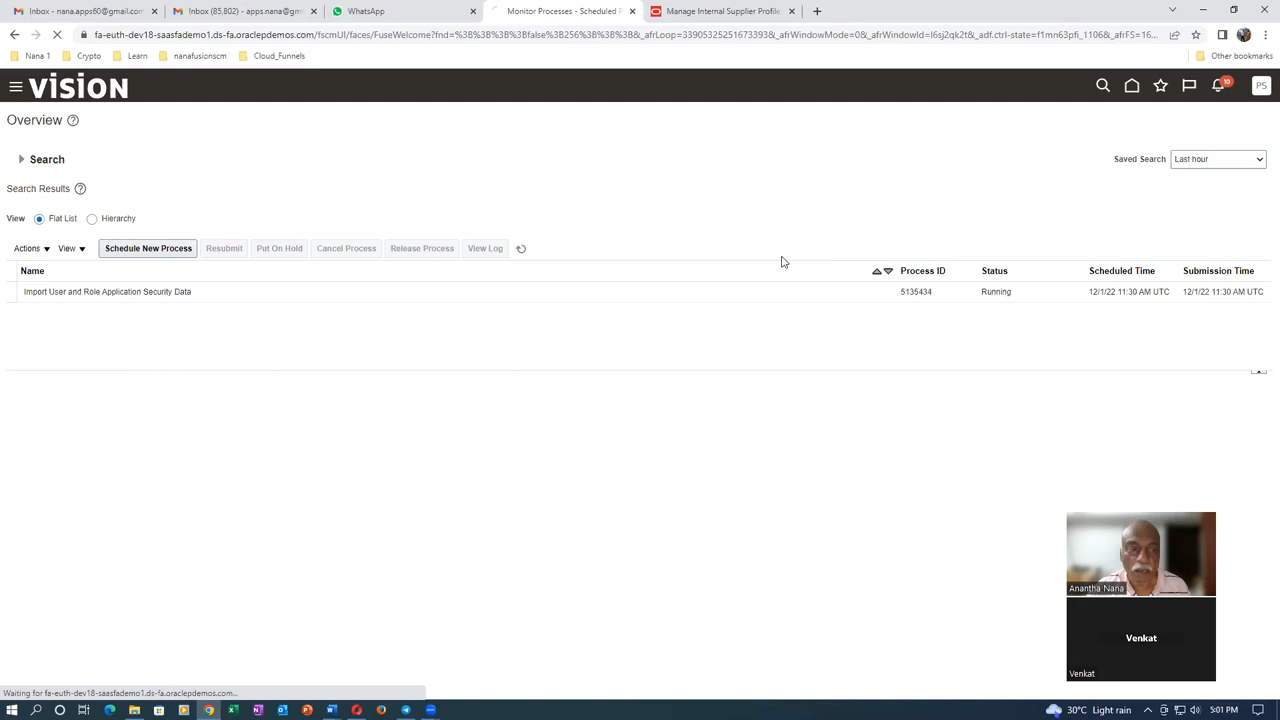 Inbox - nana.apps60@gmail.com
Inbox (85,802) - apps.nana@gm
WhatsApp
Monitor Processes - Scheduled P
Manage Internal Supplier Profile
fa-euth-dev18-saasfademo1.ds-fa.oraclepdemos.com/fscmUI/faces/FuseWelcome?fnd=%3B%3B%3B%3Bfalse%3B256%3B%3B%3B&_afrLoop=33905325251673393&_afrWindowMode=0&_afrWindowId=l6sj2qk2t&_adf.ctrl-state=f1mn63pfi_1106&_afrFS=16...
Nana 1
Crypto
Learn
nanafusionscm
Cloud_Funnels
Other bookmarks
VISION
10
PS
Overview
Search
Saved Search Last hour
Search Results
View Flat List Hierarchy
Actions View Schedule New Process Resubmit Put On Hold Cancel Process Release Process View Log
Name Process ID Status Scheduled Time Submission Time
Import User and Role Application Security Data 5135434 Running 12/1/22 11:30 AM UTC 12/1/22 11:30 AM UTC
Anantha Nana
Venkat
Venkat
Waiting for fa-euth-dev18-saasfademo1.ds-fa.oraclepdemos.com...
30°C Light rain
5:01 PM